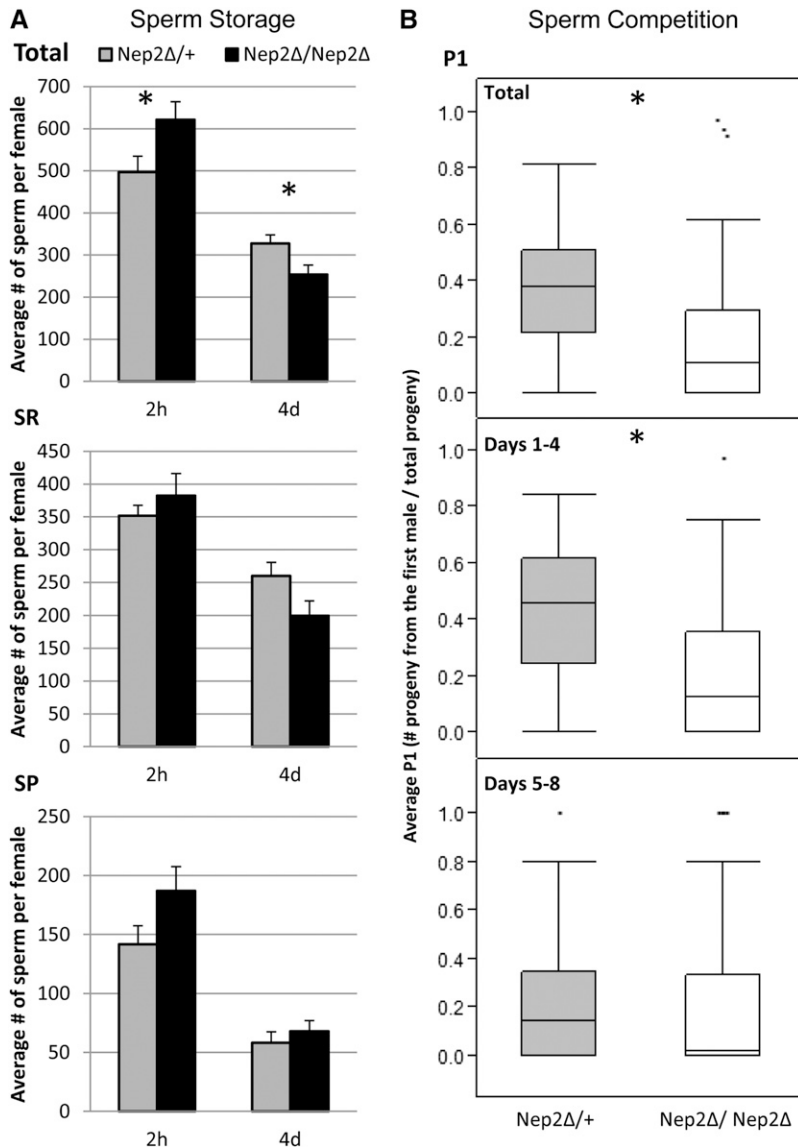 A Sperm Storage
Total
Nep2Δ/+ Nep2Δ/Nep2Δ
Average # of sperm per female
700
600
500
400
300
200
100
0
*
*
2h 4d
SR
Average # of sperm per female
450
400
350
300
250
200
150
100
50
0
2h 4d
SP
Average # of sperm per female
250
200
150
100
50
0
2h 4d
B Sperm Competition
P1
Average P1 (# progeny from the first male / total progeny)
Total
*
1.0
0.8
0.6
0.4
0.2
0.0
Days 1-4
*
1.0
0.8
0.6
0.4
0.2
0.0
Days 5-8
1.0
0.8
0.6
0.4
0.2
0.0
Nep2Δ/+ Nep2Δ/ Nep2Δ